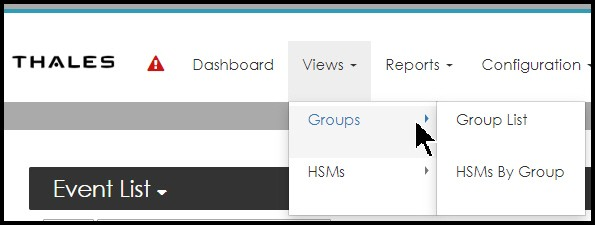 THALES Dashboard Views Reports Configuration
Groups Group List
HSMs HSMs By Group
Event List